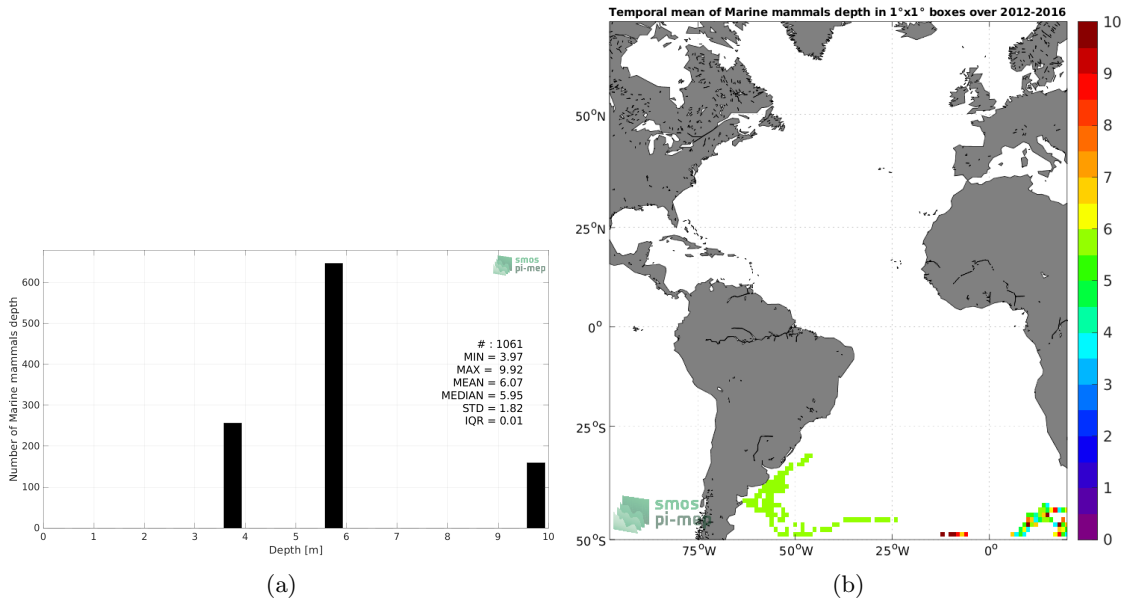 smos
pi-mep
Number of Marine mammals depth
600
500
400
300
200
100
0
# : 1061
MIN = 3.97
MAX = 9.92
MEAN = 6.07
MEDIAN = 5.95
STD = 1.82
IQR = 0.01
0 1 2 3 4 5 6 7 8 9 10
Depth [m]
(a)
Temporal mean of Marine mammals depth in 1°x1° boxes over 2012-2016
50°N
25°N
0°
25°S
50°S
smos
pi-mep
75°W 50°W 25°W 0°
10
9
8
7
6
5
4
3
2
1
0
(b)